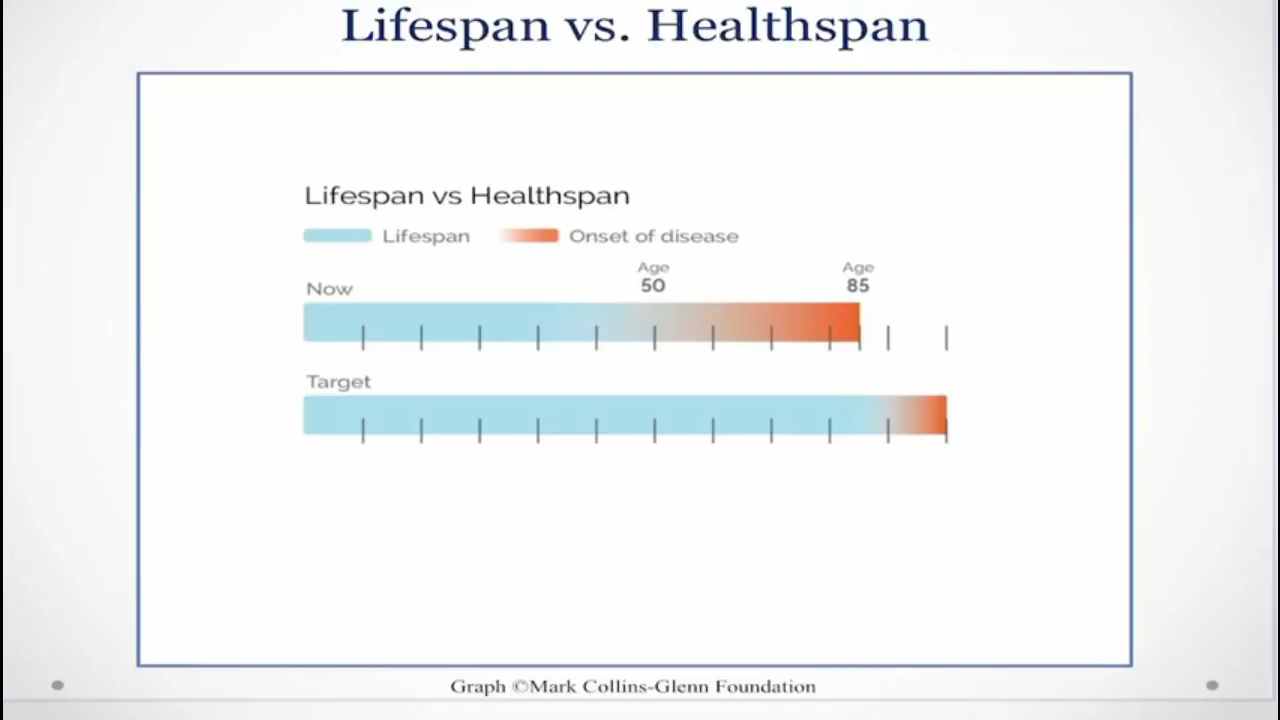 Lifespan vs. Healthspan
Lifespan vs Healthspan
Lifespan Onset of disease
Age Age
50 85
Now
Target
Graph ©Mark Collins-Glenn Foundation